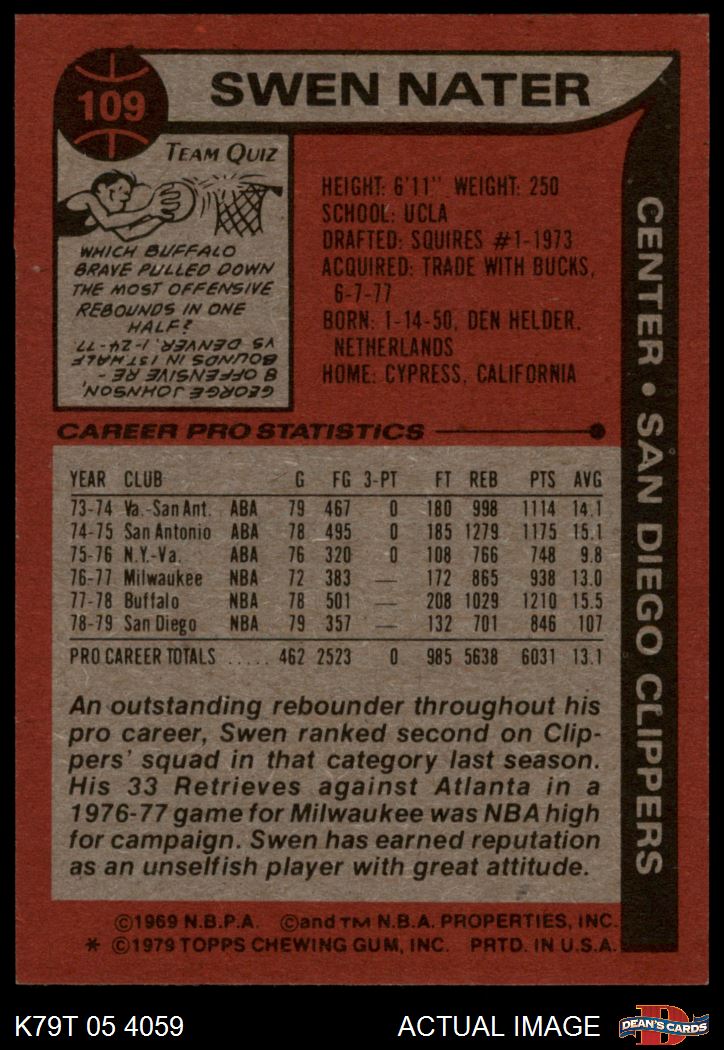 109
SWEN NATER
TEAM QUIZ
WHICH BUFFALO
BRAVE PULLED DOWN
THE MOST OFFENSIVE
REBOUNDS IN ONE
HALF?
GEORGE JOHNSON,
8 OFFENSIVE RE-
BOUNDS IN 1ST HALF
VS DENVER, 1-24-77
HEIGHT: 6'11" WEIGHT: 250
SCHOOL: UCLA
DRAFTED: SQUIRES #1-1973
ACQUIRED: TRADE WITH BUCKS,
6-7-77
BORN: 1-14-50, DEN HELDER,
NETHERLANDS
HOME: CYPRESS, CALIFORNIA
CENTER • SAN DIEGO CLIPPERS
CAREER PRO STATISTICS
YEAR CLUB G FG 3-PT FT REB PTS AVG
73-74 Va.-San Ant. ABA 79 467 0 180 998 1114 14.1
74-75 San Antonio ABA 78 495 0 185 1279 1175 15.1
75-76 N.Y.-Va. ABA 76 320 0 108 766 748 9.8
76-77 Milwaukee NBA 72 383 — 172 865 938 13.0
77-78 Buffalo NBA 78 501 — 208 1029 1210 15.5
78-79 San Diego NBA 79 357 — 132 701 846 107
PRO CAREER TOTALS ..... 462 2523 0 985 5638 6031 13.1
An outstanding rebounder throughout his
pro career, Swen ranked second on Clip-
pers' squad in that category last season.
His 33 Retrieves against Atlanta in a
1976-77 game for Milwaukee was NBA high
for campaign. Swen has earned reputation
as an unselfish player with great attitude.
©1969 N.B.P.A. ©and TM N.B.A. PROPERTIES, INC.
* ©1979 TOPPS CHEWING GUM, INC. PRTD. IN U.S.A.
K79T 05 4059 ACTUAL IMAGE
D
DEAN'S CARDS